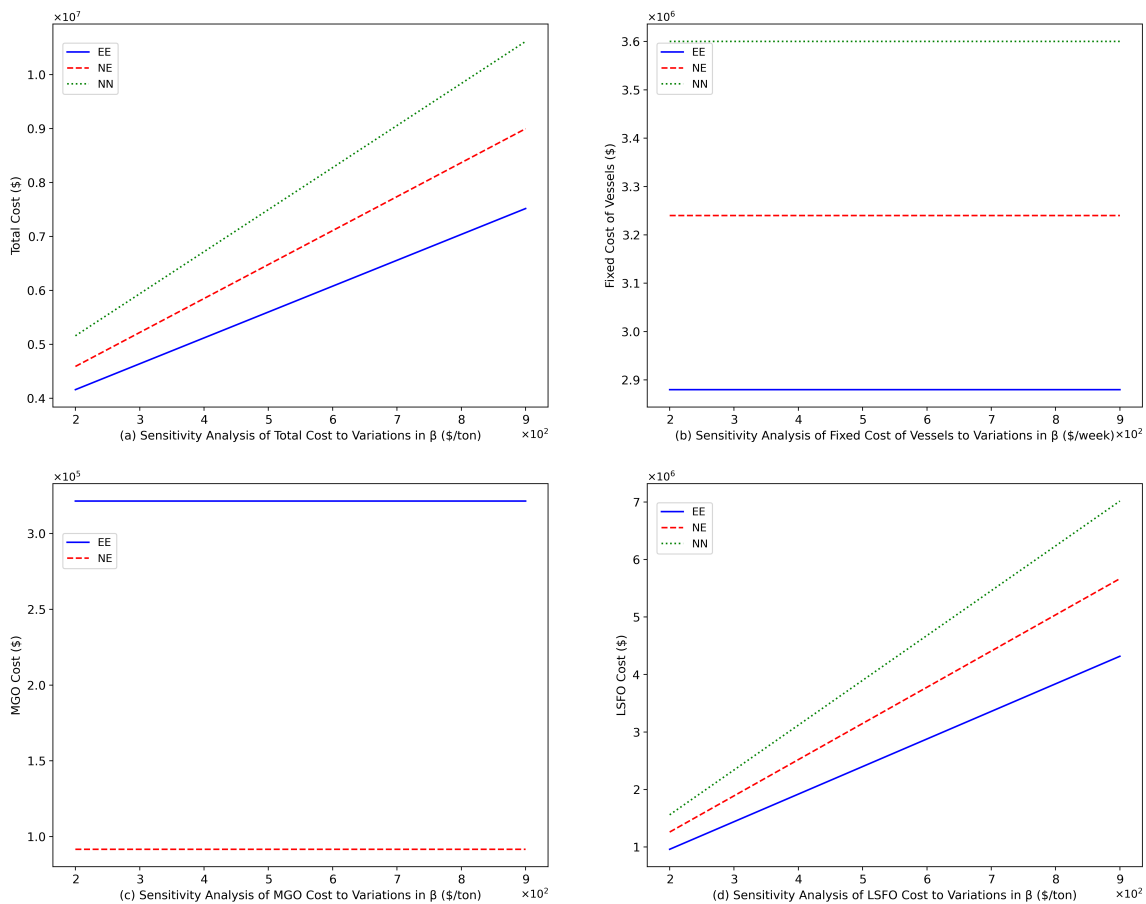 ×10⁷
EE
NE
NN
1.0
0.9
0.8
0.7
0.6
0.5
0.4
Total Cost ($)
2 3 4 5 6 7 8 9
×10²
(a) Sensitivity Analysis of Total Cost to Variations in β ($/ton)
×10⁶
EE
NE
NN
3.6
3.5
3.4
3.3
3.2
3.1
3.0
2.9
Fixed Cost of Vessels ($)
2 3 4 5 6 7 8 9
(b) Sensitivity Analysis of Fixed Cost of Vessels to Variations in β ($/week)
×10²
×10⁵
EE
NE
3.0
2.5
2.0
1.5
1.0
MGO Cost ($)
2 3 4 5 6 7 8 9
×10²
(c) Sensitivity Analysis of MGO Cost to Variations in β ($/ton)
×10⁶
EE
NE
NN
7
6
5
4
3
2
1
LSFO Cost ($)
2 3 4 5 6 7 8 9
×10²
(d) Sensitivity Analysis of LSFO Cost to Variations in β ($/ton)